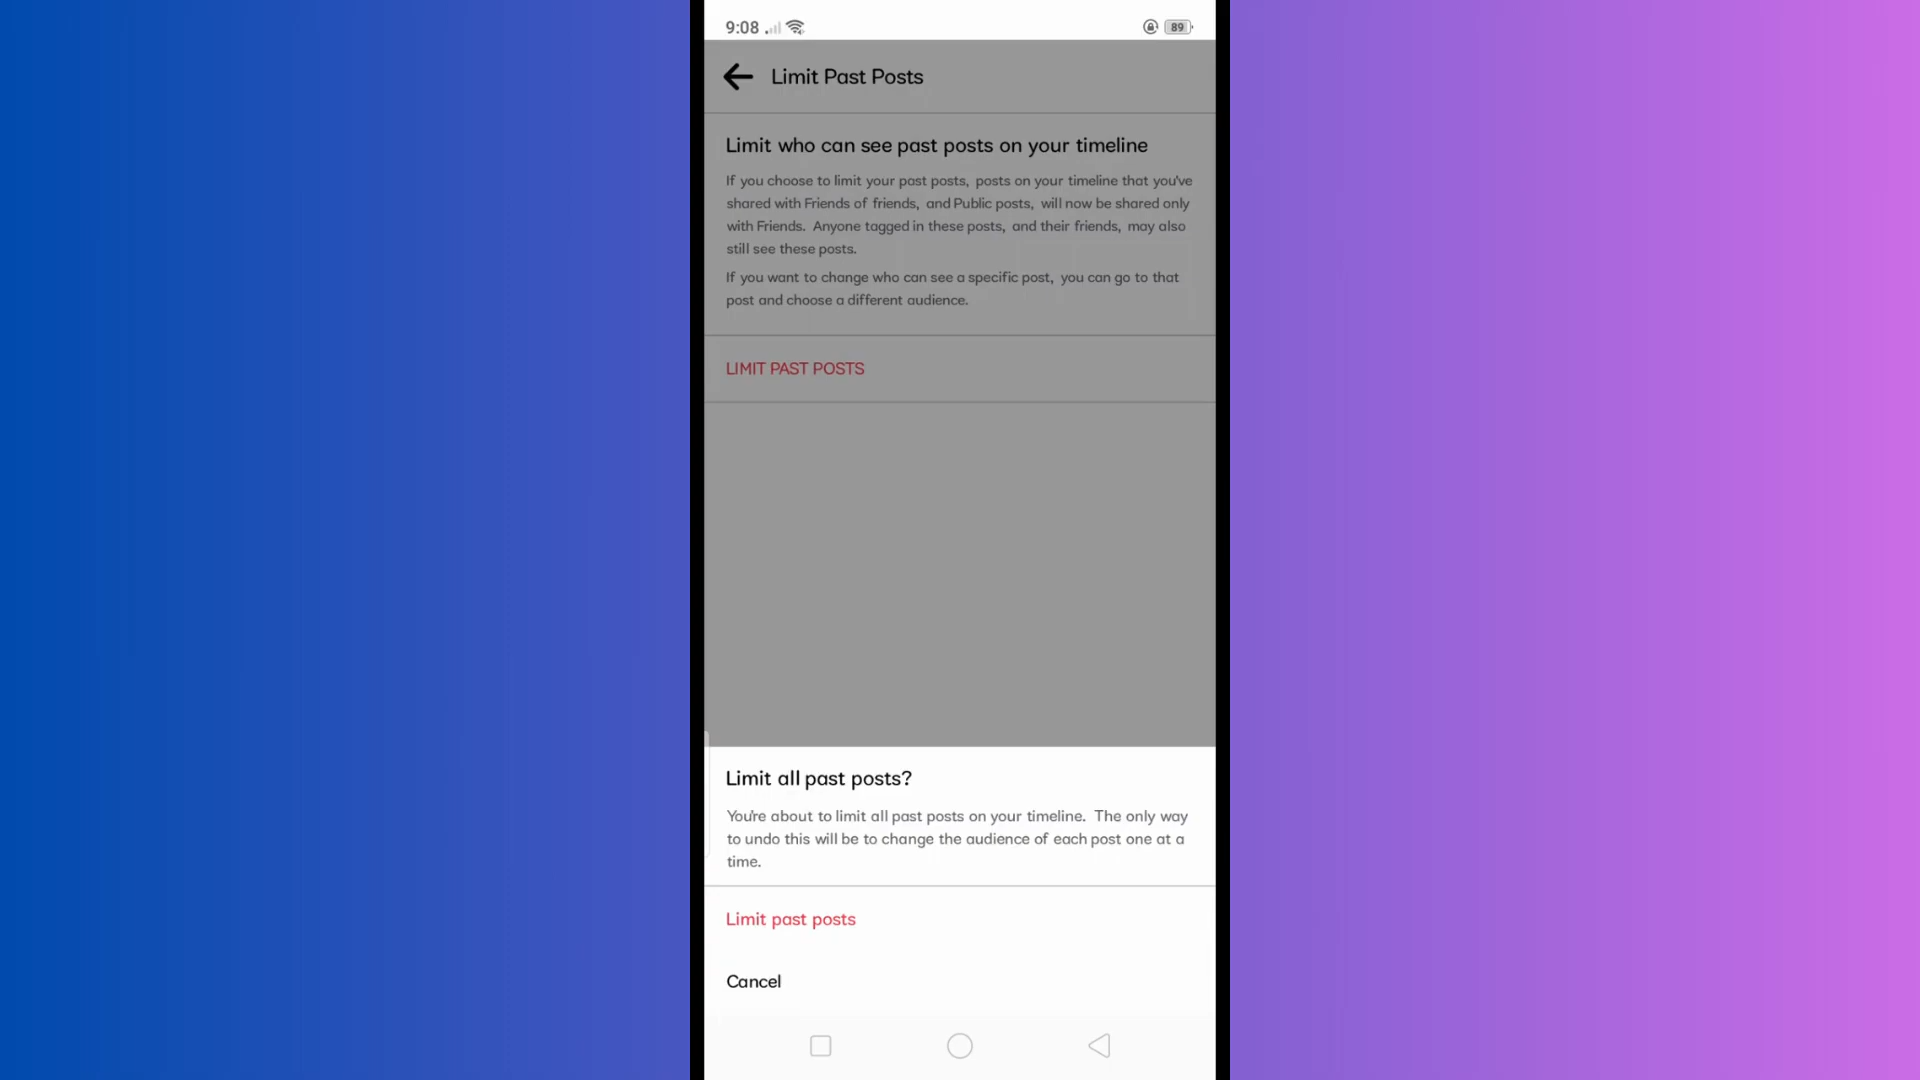 9:08
89
Limit Past Posts
Limit who can see past posts on your timeline
If you choose to limit your past posts, posts on your timeline that you've
shared with Friends of friends, and Public posts, will now be shared only
with Friends. Anyone tagged in these posts, and their friends, may also
still see these posts.
If you want to change who can see a specific post, you can go to that
post and choose a different audience.
LIMIT PAST POSTS
Limit all past posts?
You're about to limit all past posts on your timeline. The only way
to undo this will be to change the audience of each post one at a
time.
Limit past posts
Cancel